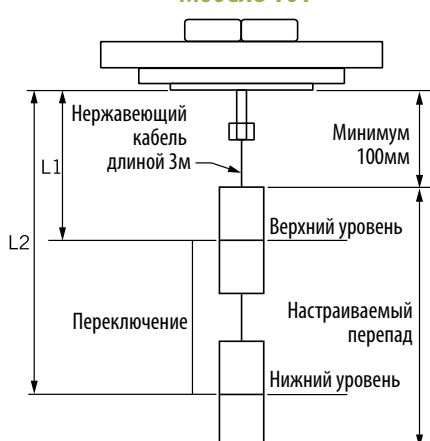 Нержавеющий
кабель
длиной 3м
Минимум
100мм
L1
L2
Верхний уровень
Переключение
Настраиваемый
перепад
Нижний уровень